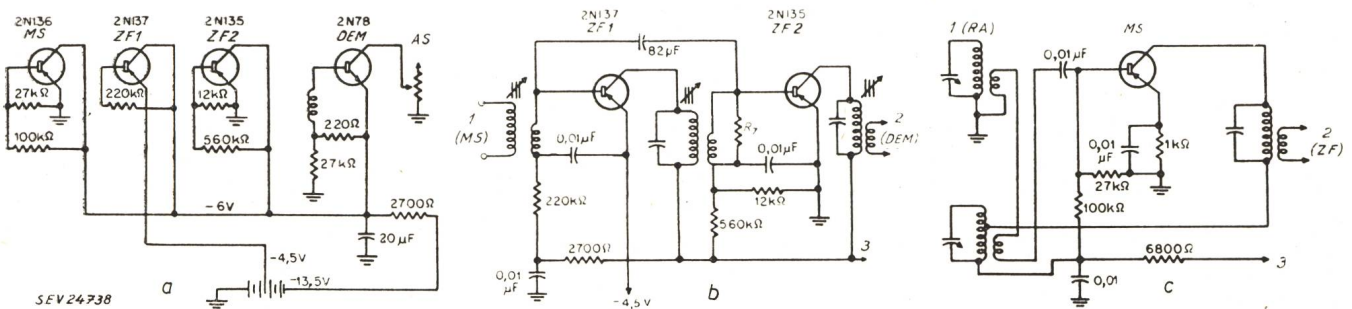 2N136
MS
2N137
ZF1
2N135
ZF2
2N78
DEM
AS
27kΩ
220kΩ
12kΩ
100kΩ
560kΩ
220Ω
27kΩ
-6V
2700Ω
20μF
-4,5V
-13,5V
SEV24738
a
2N137
ZF1
2N135
ZF2
82μF
1
(MS)
0,01μF
R7
0,01μF
2
(DEM)
220kΩ
12kΩ
560kΩ
2700Ω
3
0,01
μF
-4,5V
b
1 (RA)
MS
0,01μF
0,01
μF
1kΩ
2
(ZF)
27kΩ
100kΩ
6800Ω
3
0,01
c